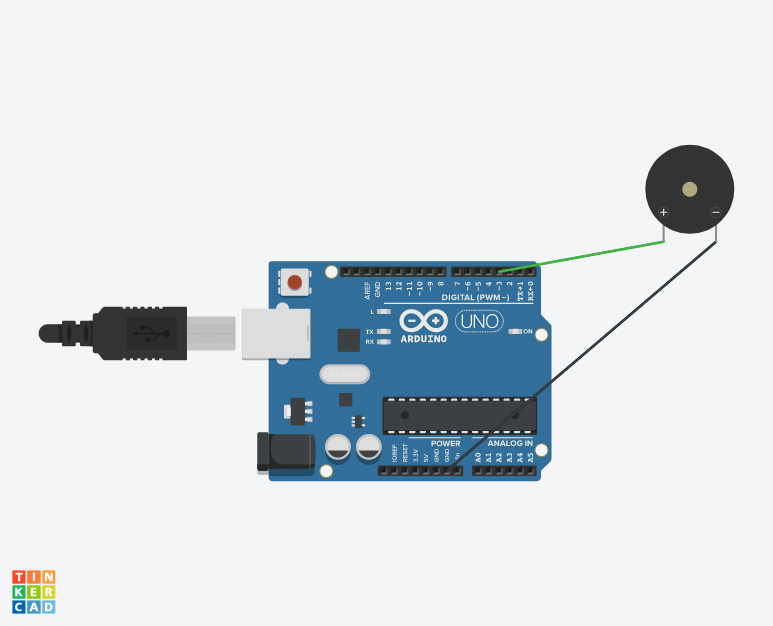 + −
AREF GND 13 12 ~11 ~10 ~9 8 7 ~6 ~5 4 ~3 2 TX→1 RX←0
DIGITAL (PWM~)
L
TX
RX
UNO
ON
ARDUINO
POWER
ANALOG IN
IOREF RESET 3.3V 5V GND GND A0 A1 A2 A3 A4 A5
TIN
KER
CAD